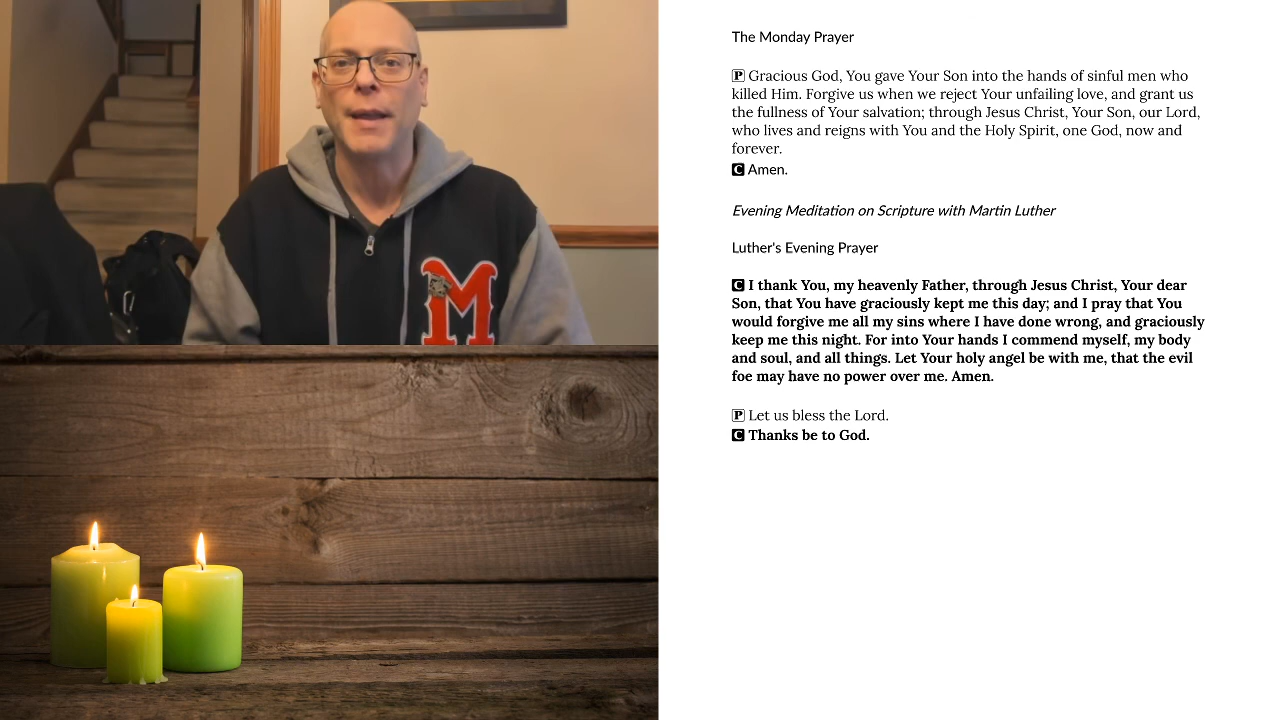 The Monday Prayer
P Gracious God, You gave Your Son into the hands of sinful men who
killed Him. Forgive us when we reject Your unfailing love, and grant us
the fullness of Your salvation; through Jesus Christ, Your Son, our Lord,
who lives and reigns with You and the Holy Spirit, one God, now and
forever.
C Amen.
Evening Meditation on Scripture with Martin Luther
Luther's Evening Prayer
C I thank You, my heavenly Father, through Jesus Christ, Your dear
Son, that You have graciously kept me this day; and I pray that You
would forgive me all my sins where I have done wrong, and graciously
keep me this night. For into Your hands I commend myself, my body
and soul, and all things. Let Your holy angel be with me, that the evil
foe may have no power over me. Amen.
P Let us bless the Lord.
C Thanks be to God.
M